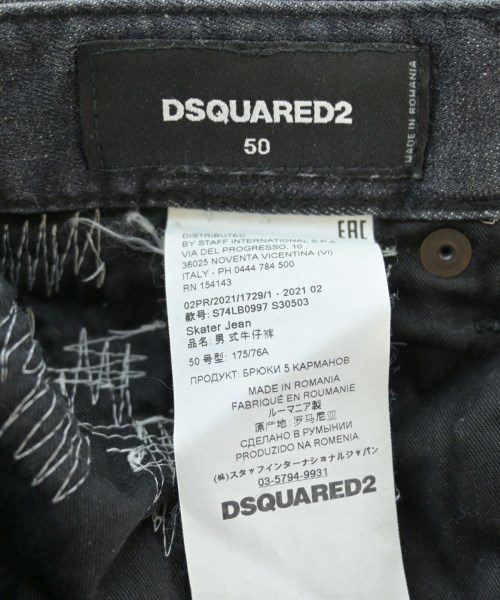 DSQUARED2
50
MADE IN ROMANIA
EAC
DISTRIBUTED
BY STAFF INTERNATIONAL S.P.A.
VIA DEL PROGRESSO, 10
36025 NOVENTA VICENTINA (VI)
ITALY - PH 0444 784 500
RN 154143
02PR/2021/1729/1 - 2021 02
款号: S74LB0997 S30503
Skater Jean
品名: 男 式 牛 仔 裤
50 号型: 175/76A
ПРОДУКТ: БРЮКИ 5 КАРМАНОВ
MADE IN ROMANIA
FABRIQUÉ EN ROUMANIE
ルーマニア製
原产地: 罗马尼亚
СДЕЛАНО В РУМЫНИИ
PRODUZIDO NA ROMENIA
(株)スタッフインターナショナルジャパン
03-5794-9931
DSQUARED2